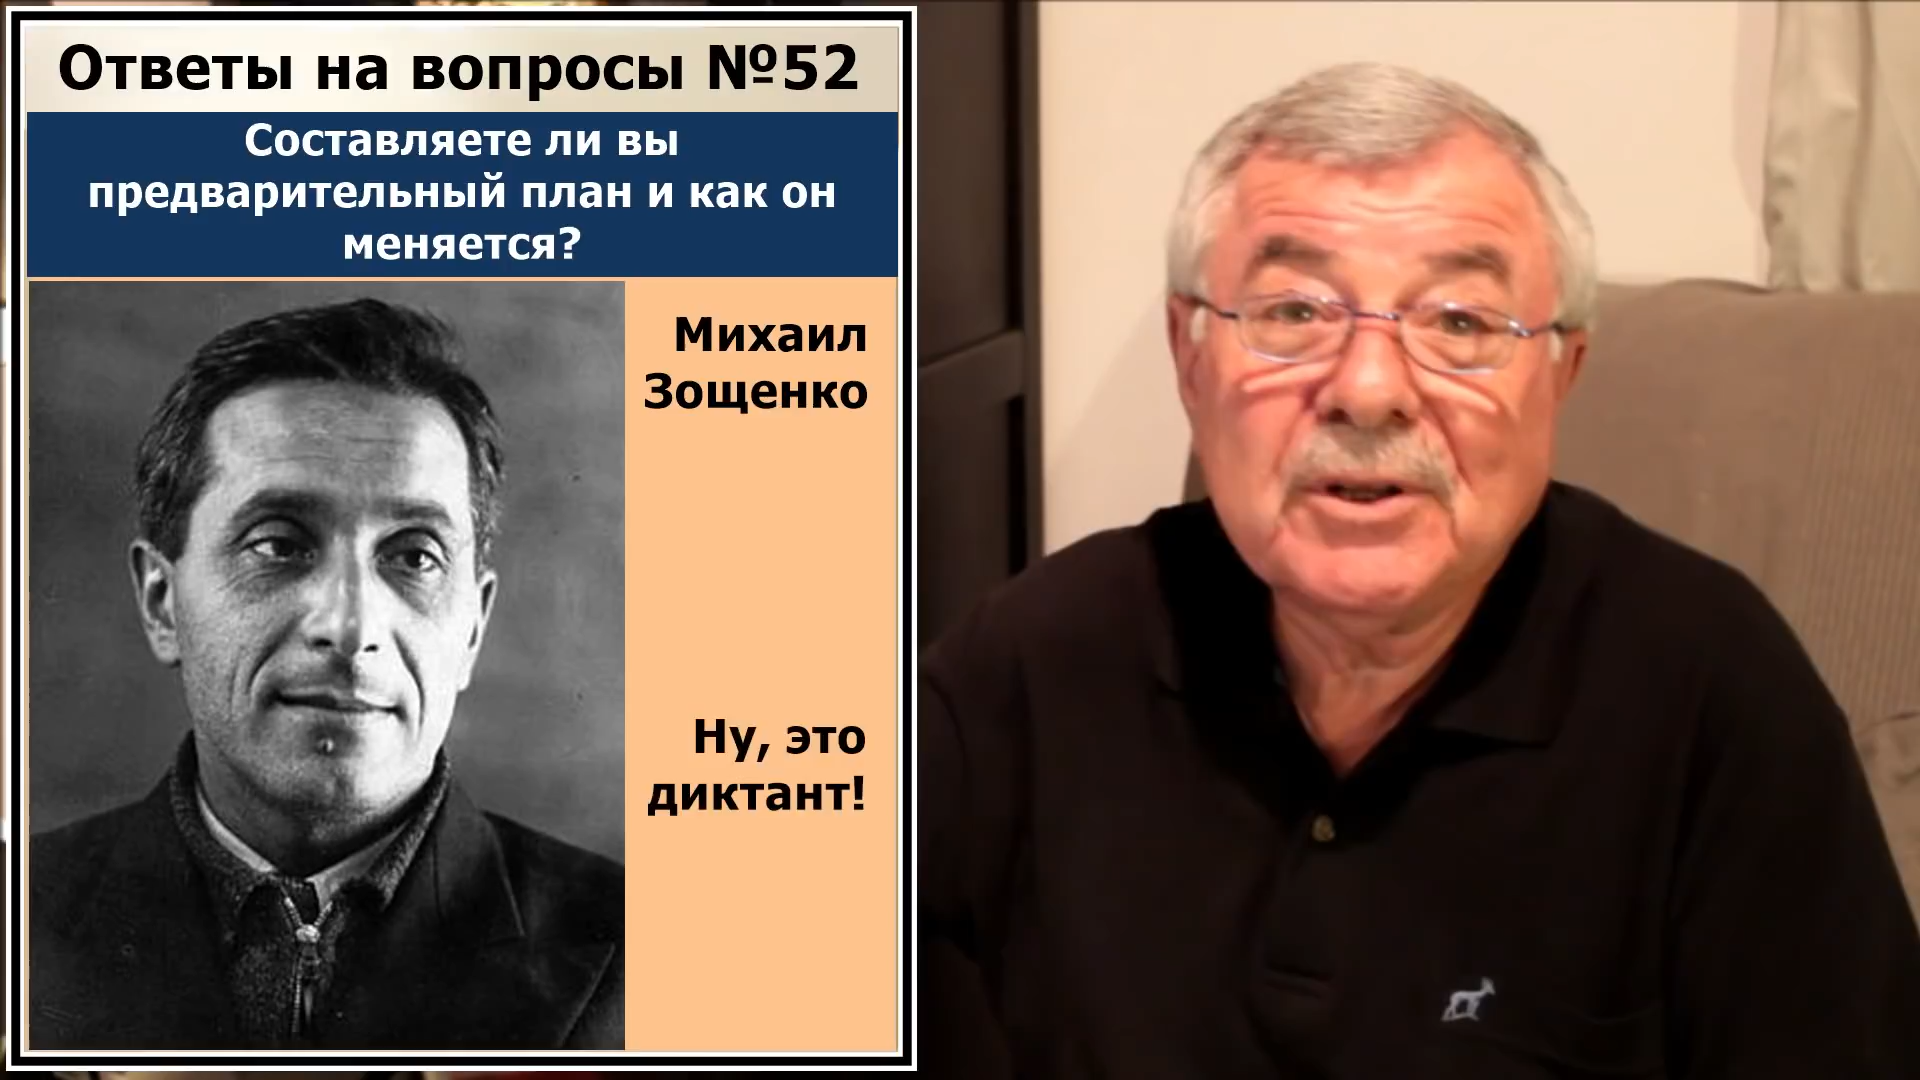 Ответы на вопросы №52
Составляете ли вы
предварительный план и как он
меняется?
Михаил
Зощенко
Ну, это
диктант!